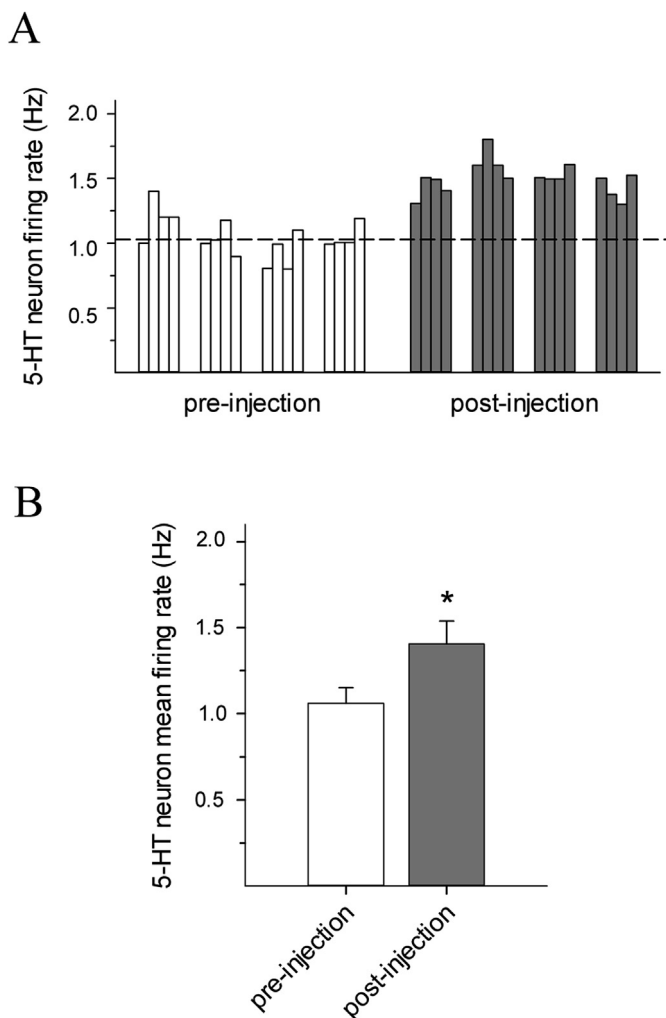 A
5-HT neuron firing rate (Hz)
2.0
1.5
1.0
0.5
pre-injection
post-injection
B
5-HT neuron mean firing rate (Hz)
2.0
1.5
1.0
0.5
*
pre-injection
post-injection